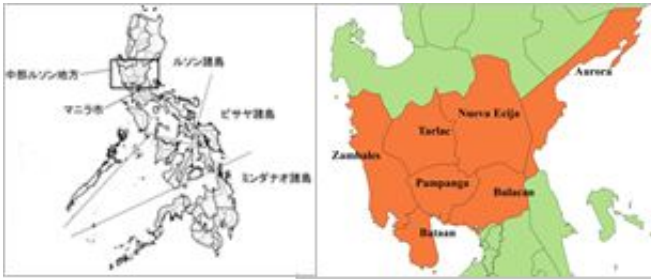 ルソン諸島
中部ルソン地方
マニラ市
ビサヤ諸島
ミンダナオ諸島
Aurora
Nueva Ecija
Tarlac
Zambales
Pampanga
Bulacan
Bataan